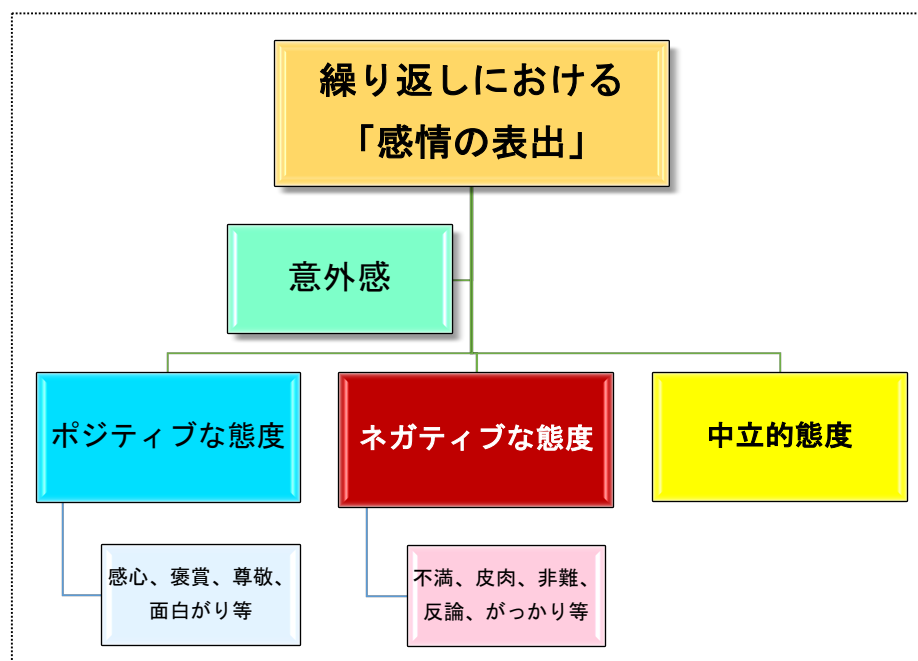 繰り返しにおける
「感情の表出」
意外感
ポジティブな態度
ネガティブな態度
中立的態度
感心、褒賞、尊敬、
面白がり等
不満、皮肉、非難、
反論、がっかり等